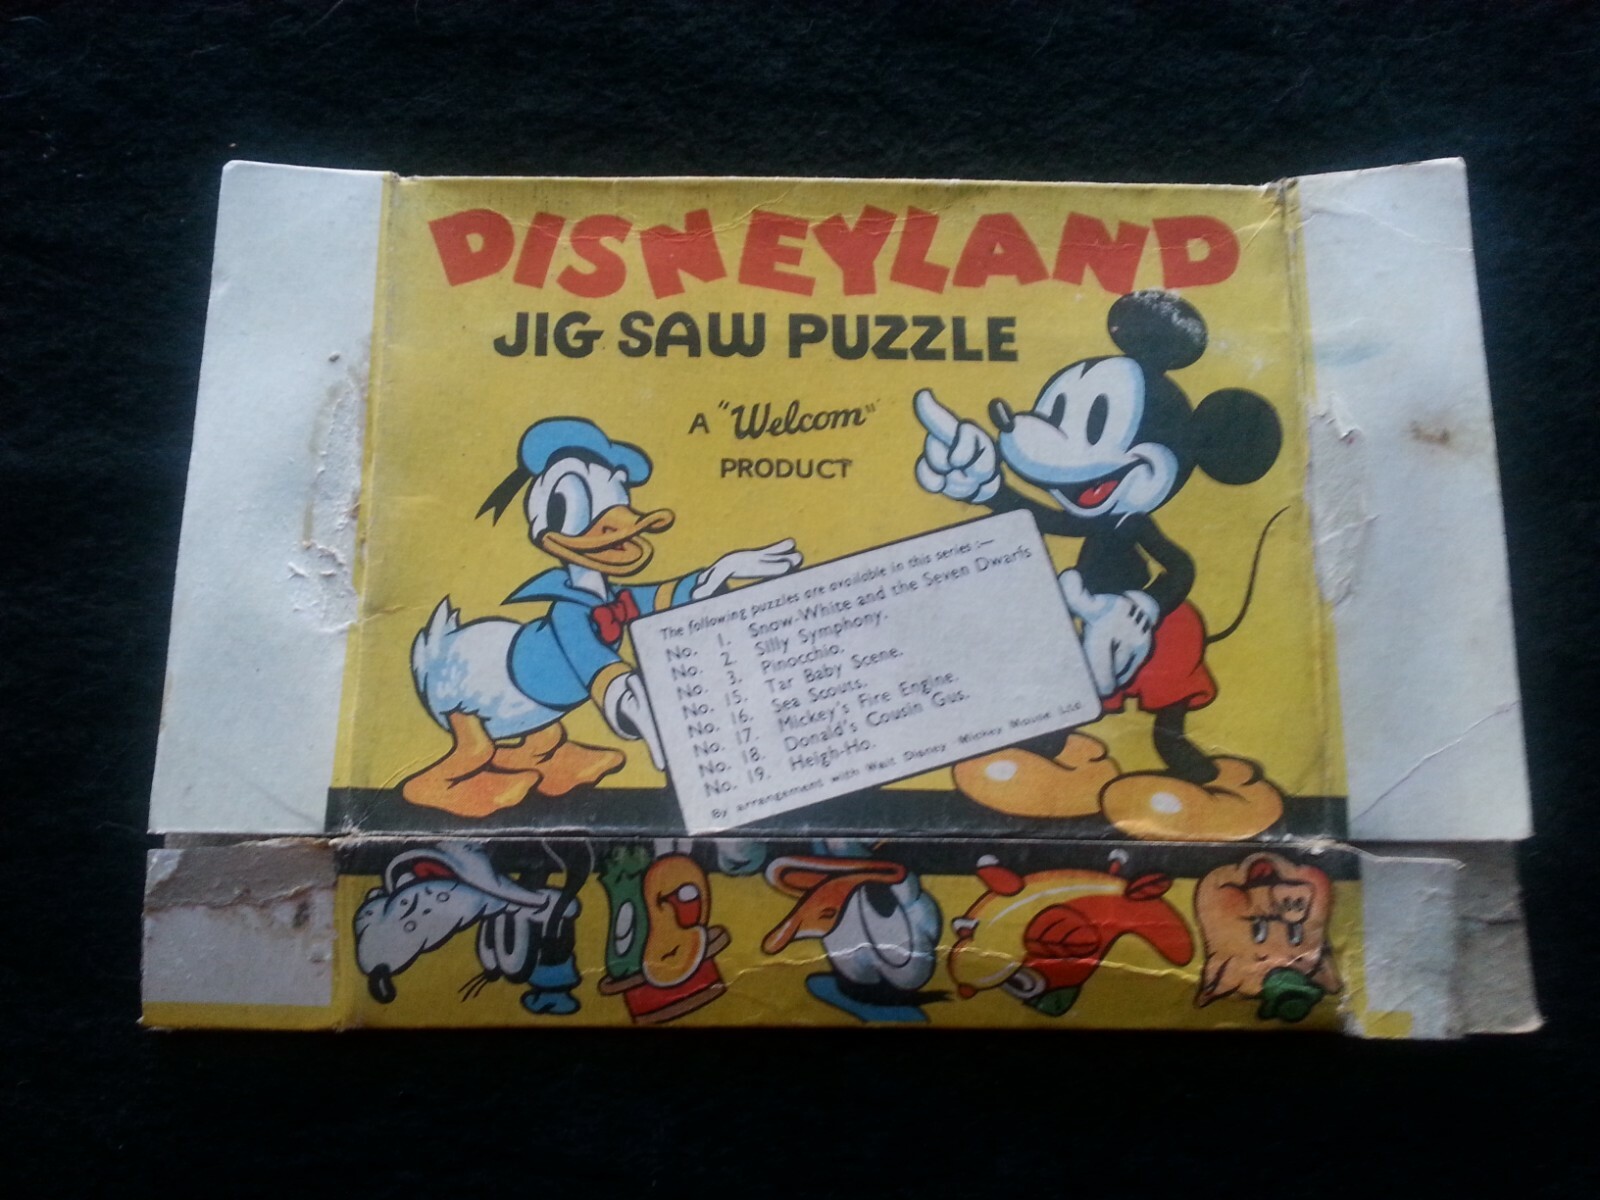 DISNEYLAND
JIG SAW PUZZLE
A "Welcom"
PRODUCT
The following puzzles are available in this series :—
No. 1. Snow-White and the Seven Dwarfs
No. 2. Silly Symphony.
No. 3. Pinocchio.
No. 15. Tar Baby Scene.
No. 16. Sea Scouts.
No. 17. Mickey's Fire Engine.
No. 18. Donald's Cousin Gus.
No. 19. Heigh-Ho.
By arrangement with Walt Disney - Mickey Mouse Ltd